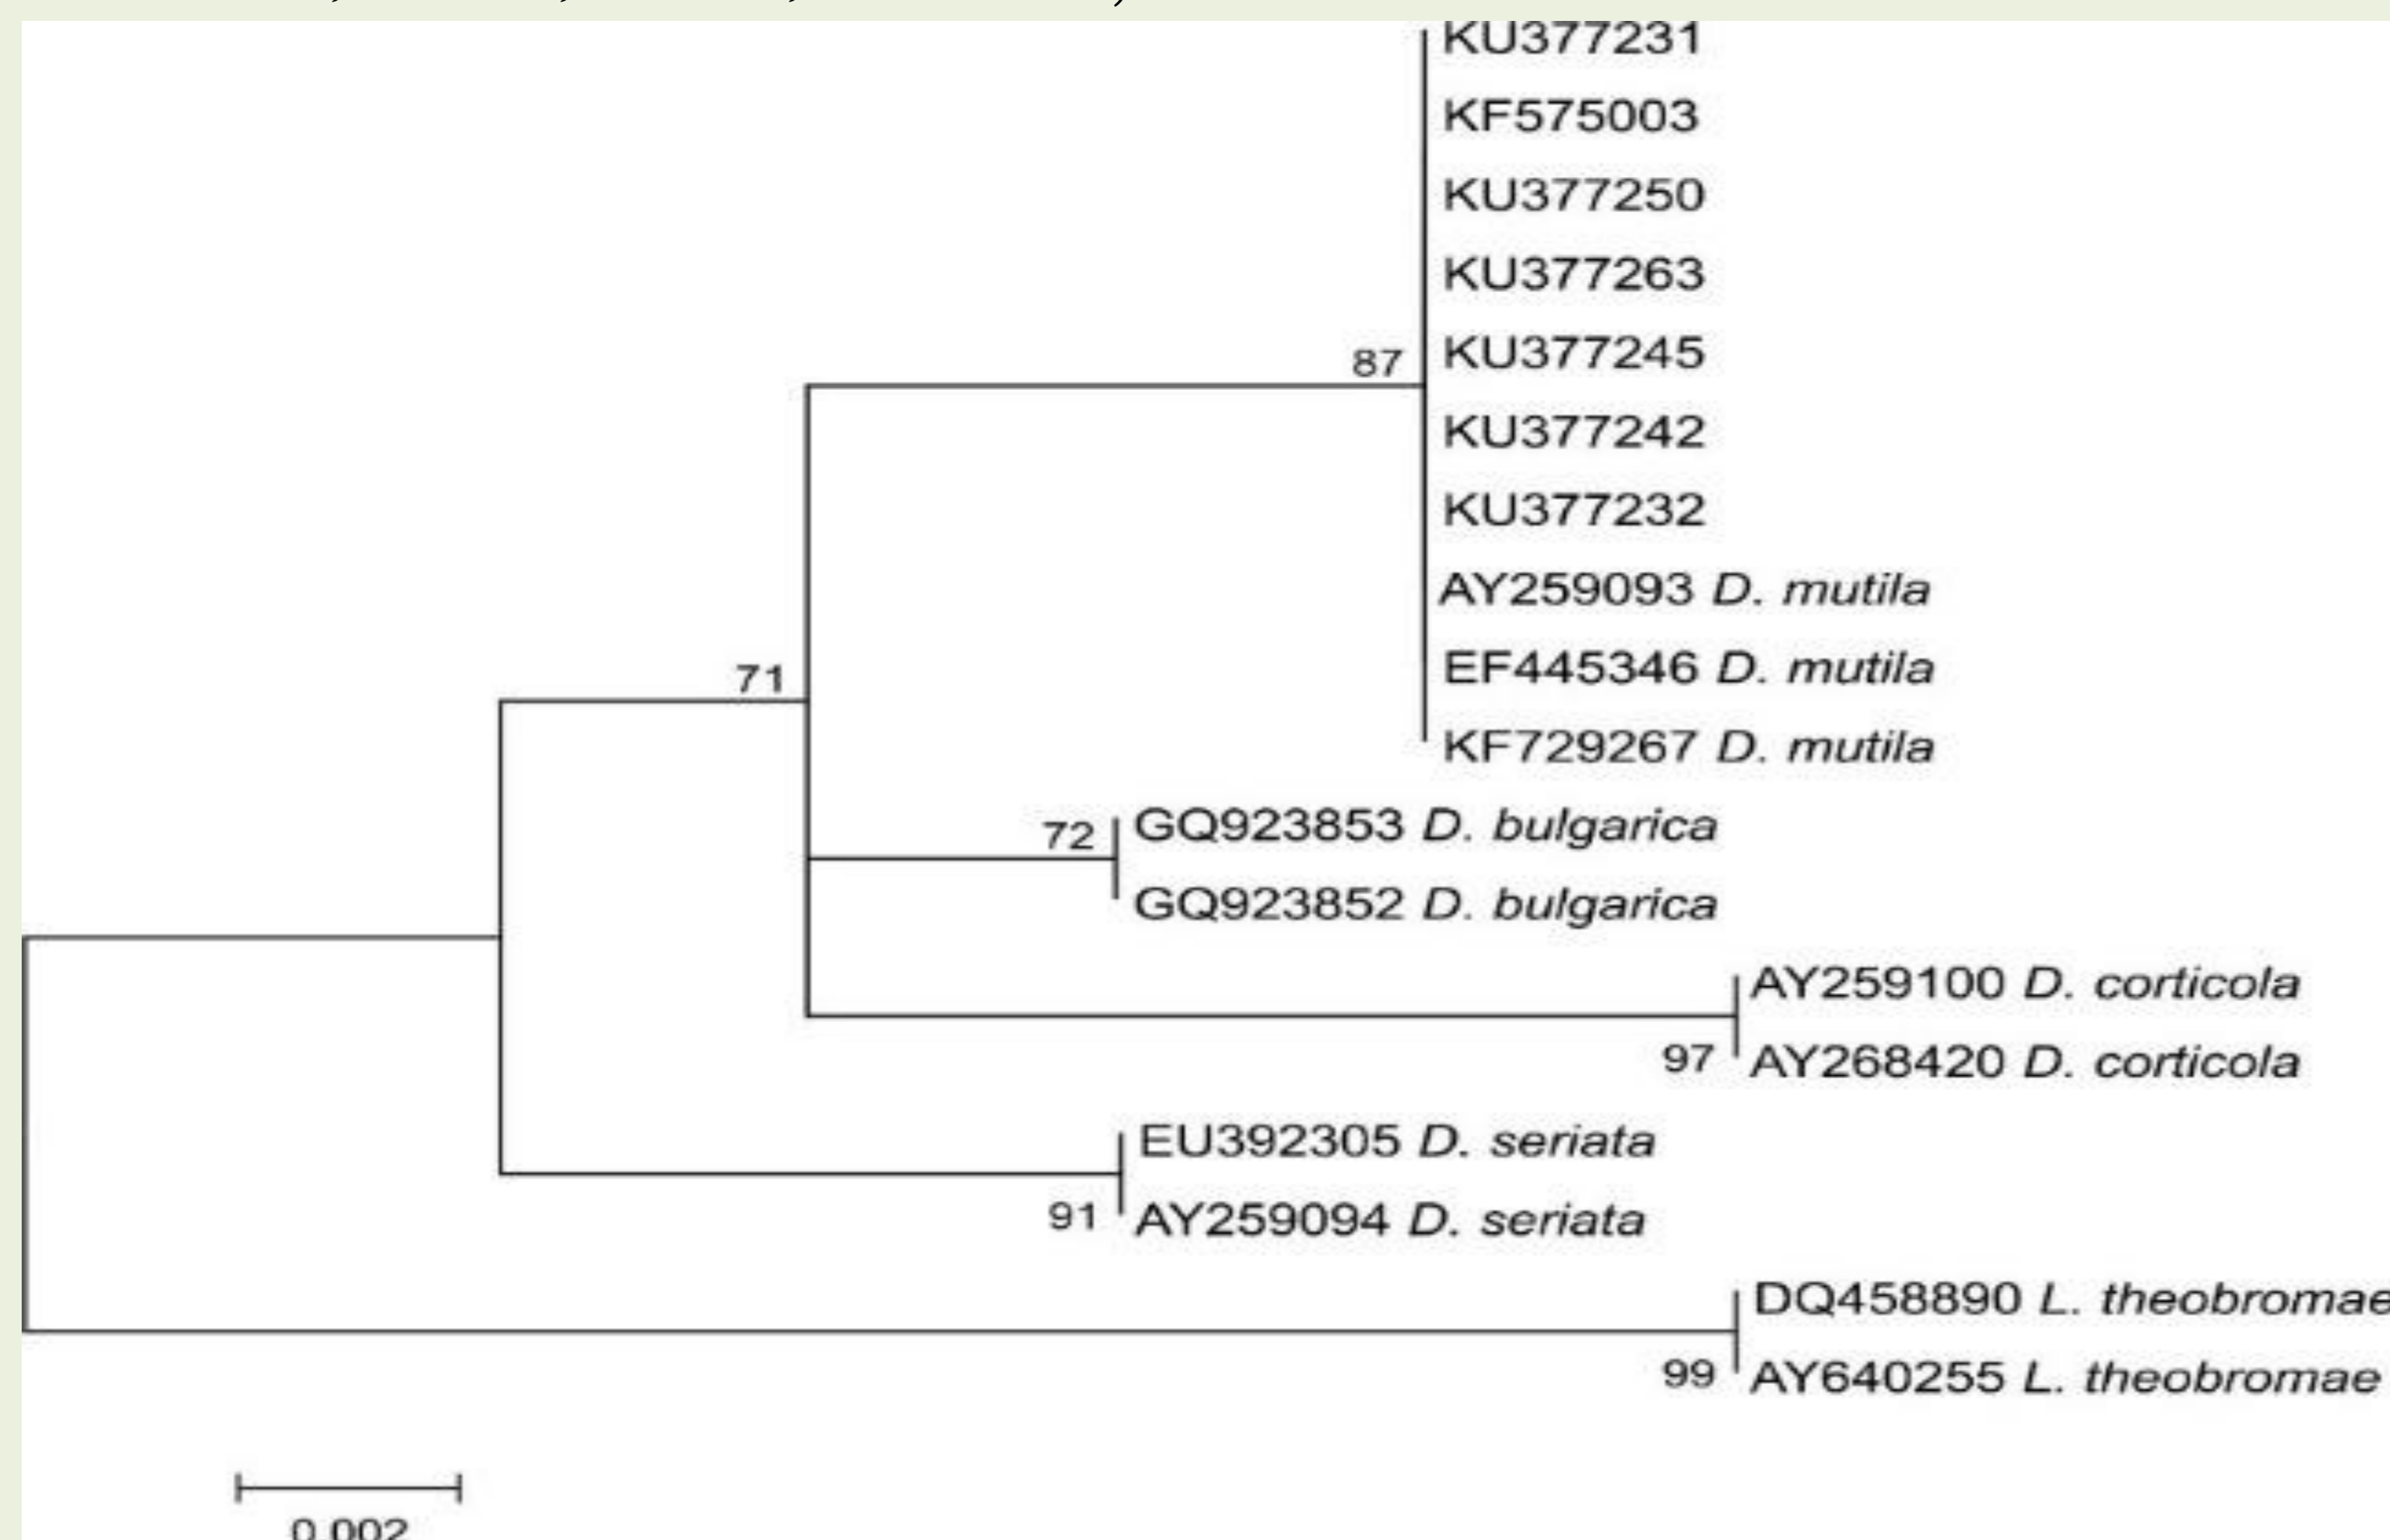 KU377231
KF575003
KU377250
KU377263
87 KU377245
KU377242
KU377232
AY259093 D. mutila
71 EF445346 D. mutila
KF729267 D. mutila
72 GQ923853 D. bulgarica
GQ923852 D. bulgarica
AY259100 D. corticola
97 AY268420 D. corticola
EU392305 D. seriata
91 AY259094 D. seriata
DQ458890 L. theobromae
99 AY640255 L. theobromae
0.002